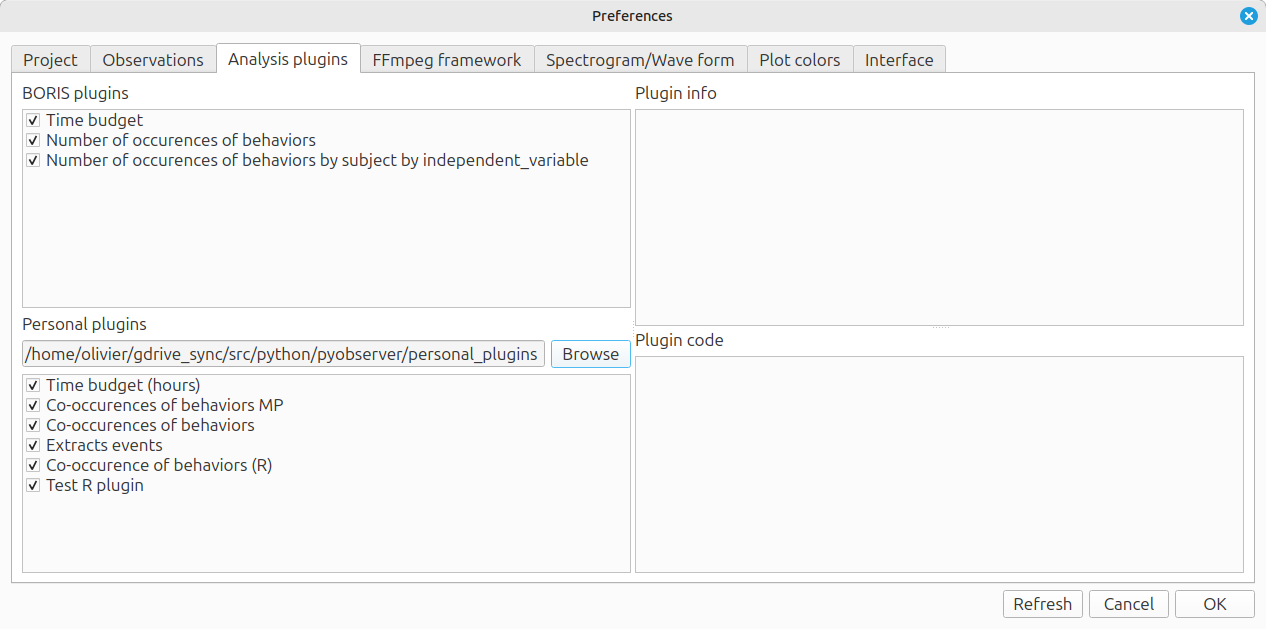 Preferences
Project
Observations
Analysis plugins
FFmpeg framework
Spectrogram/Wave form
Plot colors
Interface
BORIS plugins
Time budget
Number of occurences of behaviors
Number of occurences of behaviors by subject by independent_variable
Personal plugins
/home/olivier/gdrive_sync/src/python/pyobserver/personal_plugins
Browse
Time budget (hours)
Co-occurences of behaviors MP
Co-occurences of behaviors
Extracts events
Co-occurence of behaviors (R)
Test R plugin
Plugin info
Plugin code
Refresh
Cancel
OK